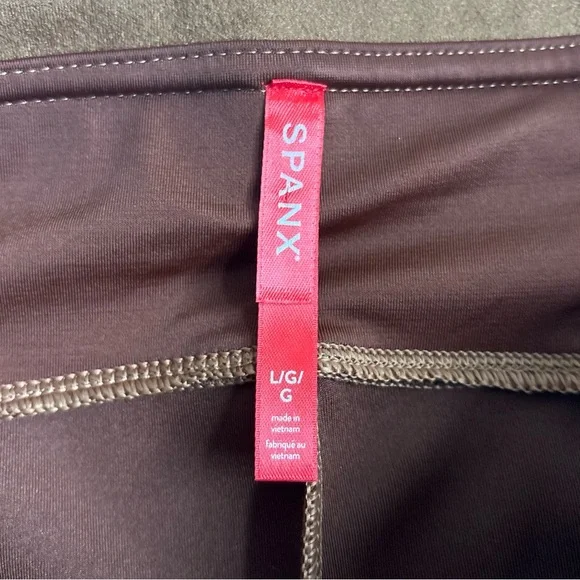 SPANX
L/G/
G
made in
vietnam
fabriqué au
vietnam